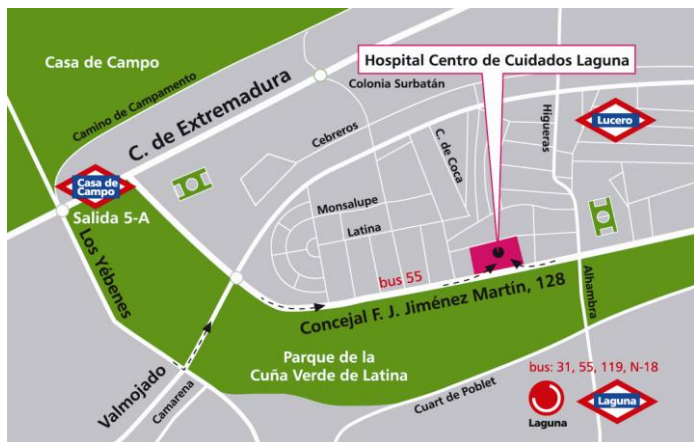 Casa de Campo
Hospital Centro de Cuidados Laguna
Camino de Campamento
C. de Extremadura
Colonia Surbatán
Cebreros
C. de Coca
Higueras
Lucero
Casa de
Campo
Salida 5-A
Monsalupe
Latina
Los Yébenes
bus 55
Concejal F. J. Jiménez Martín, 128
Alhambra
Parque de la
Cuña Verde de Latina
Valmojado
Camarena
Cuart de Poblet
bus: 31, 55, 119, N-18
Laguna
Laguna